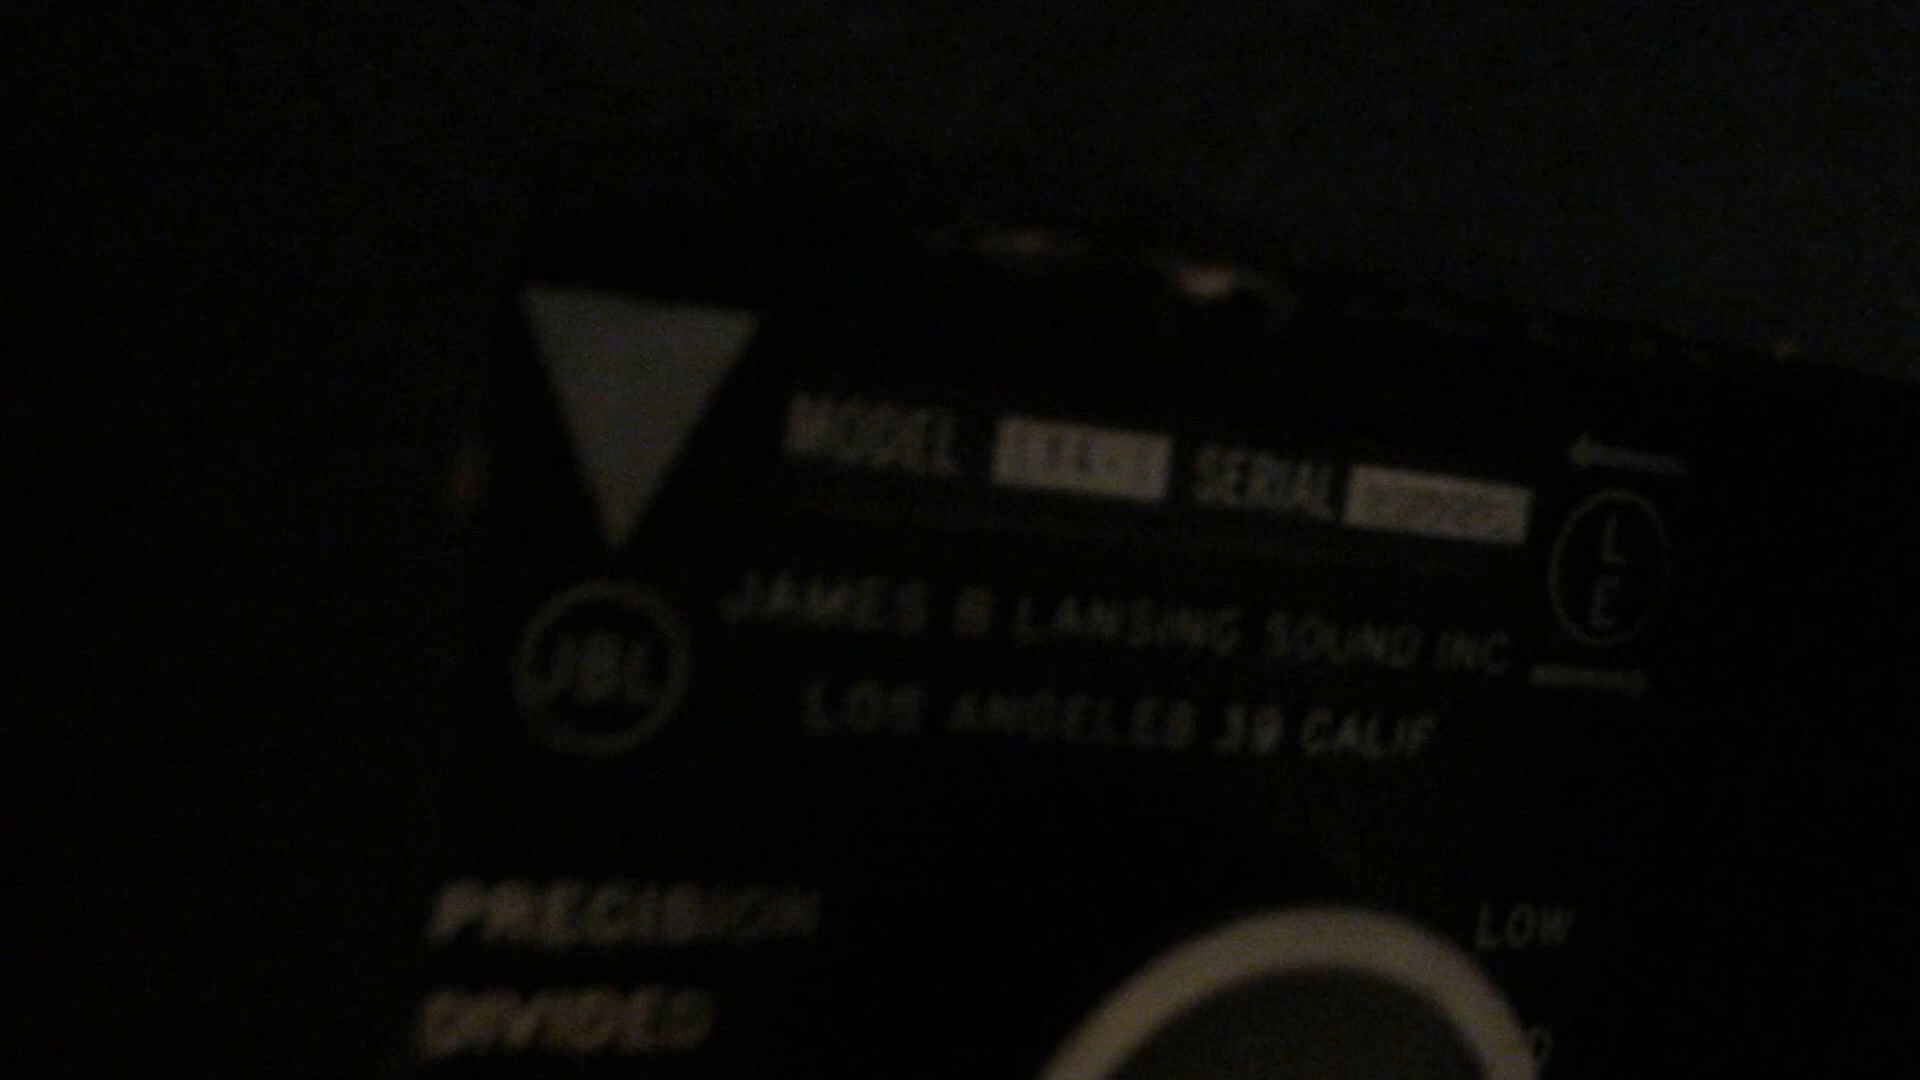 MODEL SERIAL
L
E
JBL
JAMES B LANSING SOUND INC
LOS ANGELES 39 CALIF
PRECISION
LOW
DIVIDED